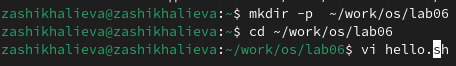 zashikhalieva@zashikhalieva:~$ mkdir -p  ~/work/os/lab06
zashikhalieva@zashikhalieva:~$ cd ~/work/os/lab06
zashikhalieva@zashikhalieva:~/work/os/lab06$ vi hello.sh